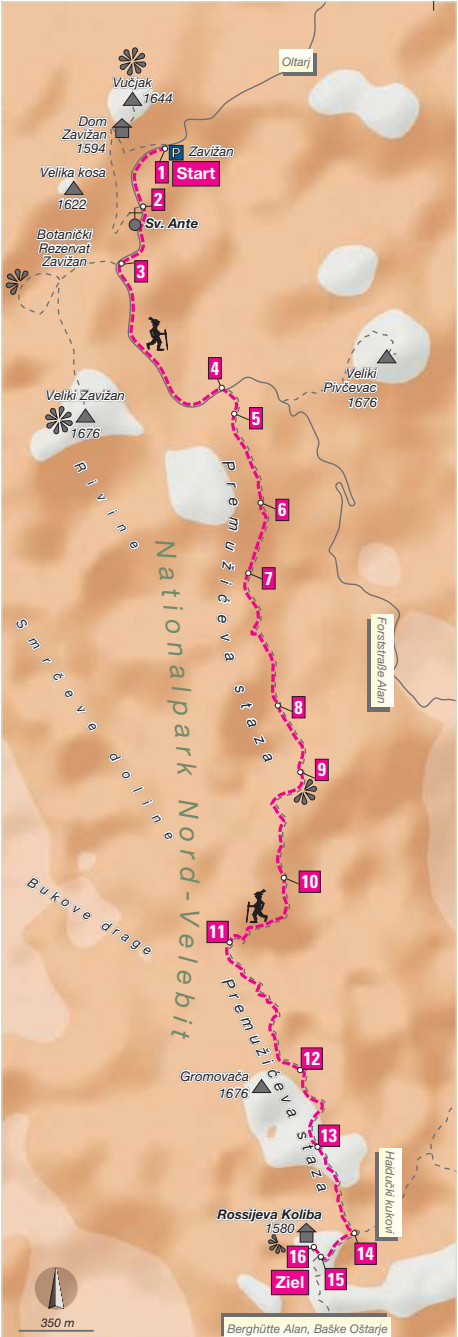 Oltarj
Vučjak
1644
Dom
Zavižan
1594
P Zavižan
1 Start
Velika kosa
1622
2
Sv. Ante
Botanički
Rezervat
Zavižan
3
4
Veliki
Pivčevac
1676
Veliki Zavižan
1676
5
Rivine
Premužićeva staza
6
Nationalpark Nord-Velebit
7
Smrčeve doline
Forststraße Alan
8
9
Bukove drage
10
11
Premužićeva staza
12
Gromovača
1676
13
Haidučki kukovi
Rossijeva Koliba
1580
14
16
15
Ziel
350 m
Berghütte Alan, Baške Oštarje